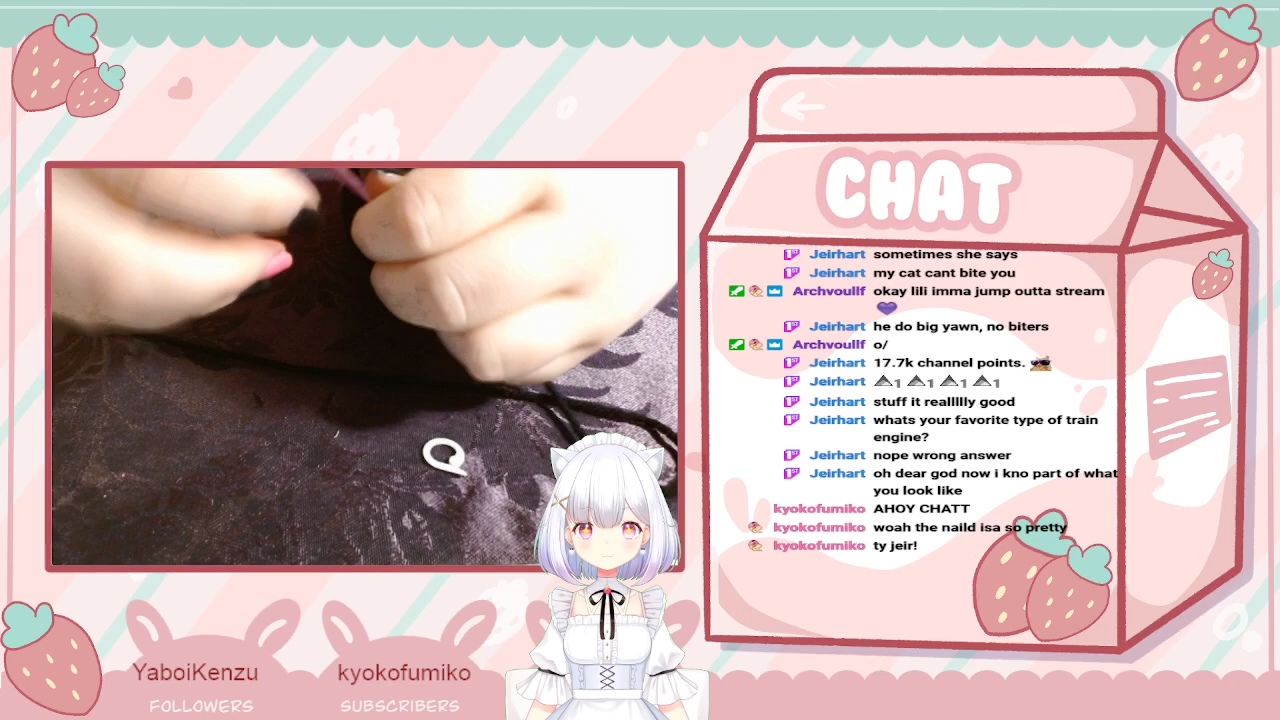 CHAT
Jeirhart sometimes she says
Jeirhart my cat cant bite you
Archvoullf okay lili imma jump outta stream
Jeirhart he do big yawn, no biters
Archvoullf o/
Jeirhart 17.7k channel points.
Jeirhart 1 1 1 1
Jeirhart stuff it reallllly good
Jeirhart whats your favorite type of train
engine?
Jeirhart nope wrong answer
Jeirhart oh dear god now i kno part of what
you look like
kyokofumiko AHOY CHATT
kyokofumiko woah the naild isa so pretty
kyokofumiko ty jeir!
YaboiKenzu kyokofumiko
FOLLOWERS SUBSCRIBERS